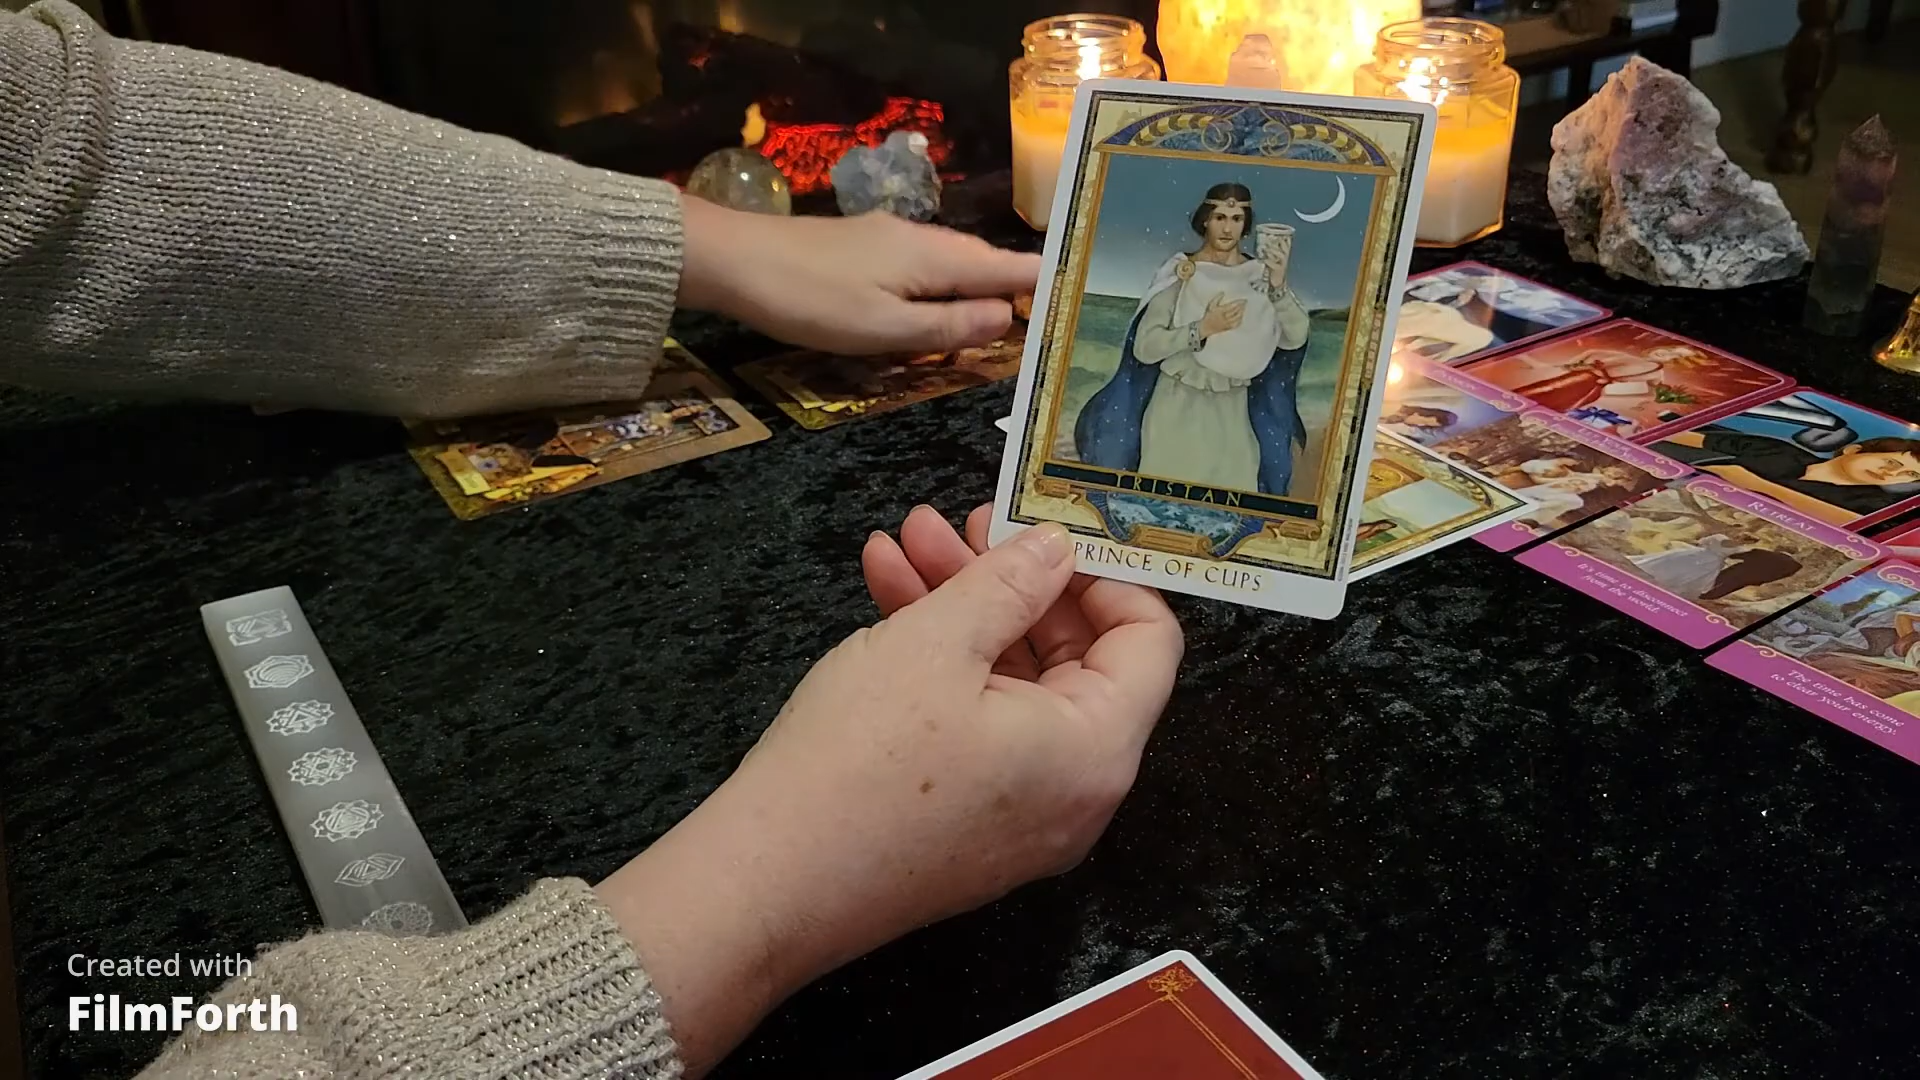 TRISTAN
PRINCE OF CUPS
RETREAT
It's time to disconnect
from the world.
The time has come
to clear your energy.
Created with
FilmForth